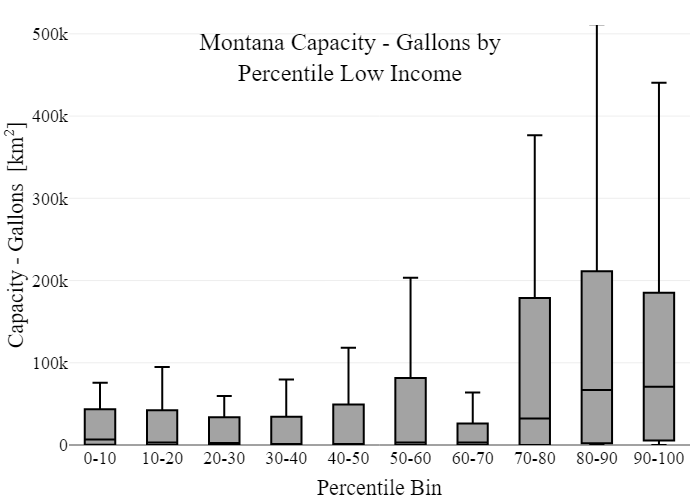 Montana Capacity - Gallons by
Percentile Low Income
Capacity - Gallons [km²]
500k
400k
300k
200k
100k
0
0-10 10-20 20-30 30-40 40-50 50-60 60-70 70-80 80-90 90-100
Percentile Bin